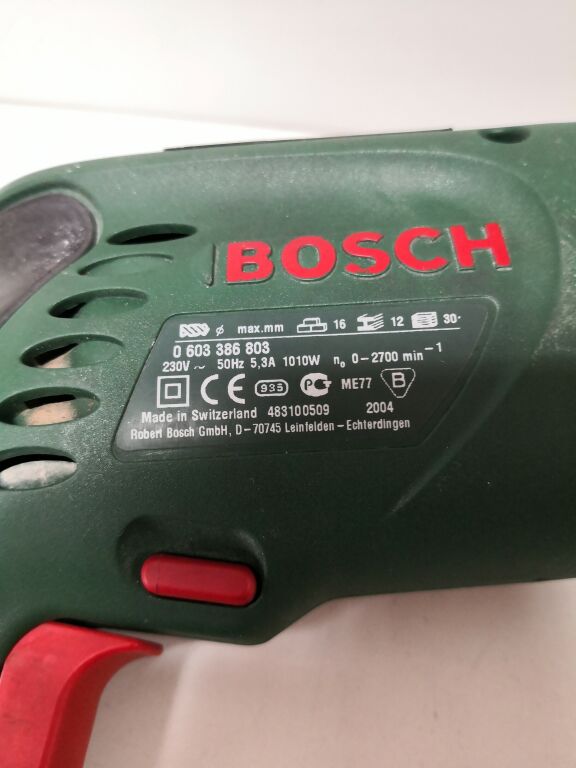 BOSCH
ø max.mm 16 12 30
0 603 386 803
230V ~ 50Hz 5,3A 1010W n₀ 0-2700 min⁻¹
CE 935 PG ME77 B
Made in Switzerland 483100509 2004
Robert Bosch GmbH, D-70745 Leinfelden-Echterdingen